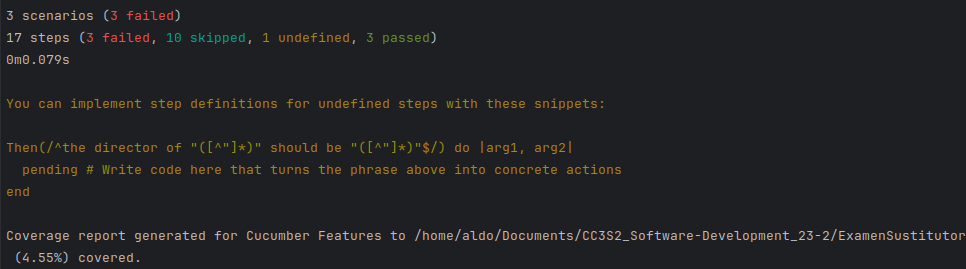 3 scenarios (3 failed)
17 steps (3 failed, 10 skipped, 1 undefined, 3 passed)
0m0.079s
You can implement step definitions for undefined steps with these snippets:
Then(/^the director of "([^"]*)" should be "([^"]*)"$/) do |arg1, arg2|
  pending # Write code here that turns the phrase above into concrete actions
end
Coverage report generated for Cucumber Features to /home/aldo/Documents/CC3S2_Software-Development_23-2/ExamenSustitutor
 (4.55%) covered.